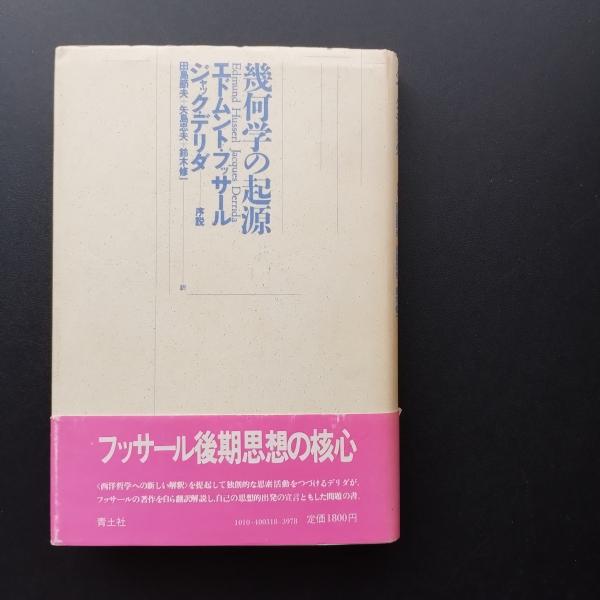 幾何学の起源
Edmund Husserl Jacques Derrida
エドムント・フッサール
ジャック・デリダ 序説
田島節夫+矢島忠夫+鈴木修一
訳
フッサール後期思想の核心
〈西洋哲学への新しい解釈〉を提起して独創的な思索活動をつづけるデリダが、
フッサールの著作を自ら翻訳解説し、自己の思想的出発の宣言ともした問題の書。
青土社
1010-400318-3978 定価1800円